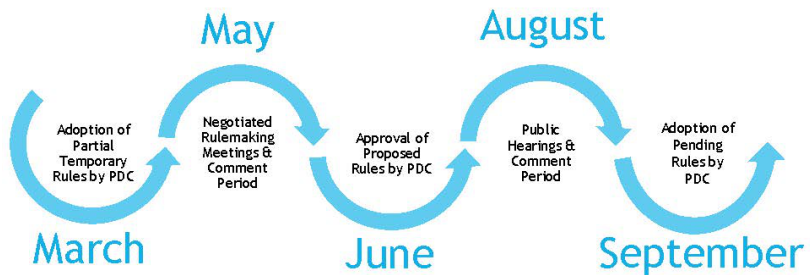 May
August
Adoption of
Partial
Temporary
Rules by PDC
Negotiated
Rulemaking
Meetings &
Comment
Period
Approval of
Proposed
Rules by PDC
Public
Hearings &
Comment
Period
Adoption of
Pending
Rules by
PDC
March
June
September